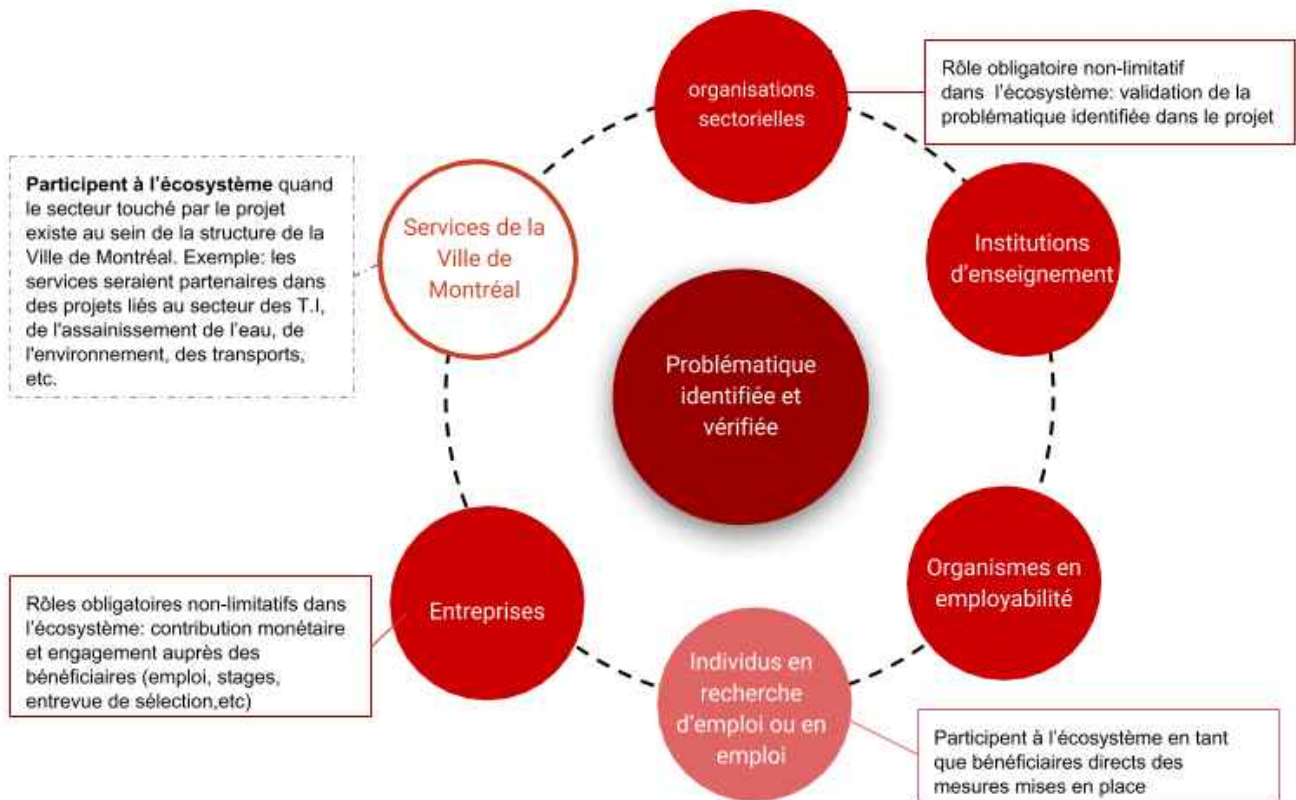 organisations
sectorielles
Rôle obligatoire non-limitatif
dans l'écosystème: validation de la
problématique identifiée dans le projet
Participent à l'écosystème quand
le secteur touché par le projet
existe au sein de la structure de la
Ville de Montréal. Exemple: les
services seraient partenaires dans
des projets liés au secteur des T.I,
de l'assainissement de l'eau, de
l'environnement, des transports,
etc.
Services de la
Ville de
Montréal
Institutions
d'enseignement
Problématique
identifiée et
vérifiée
Organismes en
employabilité
Entreprises
Rôles obligatoires non-limitatifs dans
l'écosystème: contribution monétaire
et engagement auprès des
bénéficiaires (emploi, stages,
entrevue de sélection,etc)
Individus en
recherche
d'emploi ou en
emploi
Participent à l'écosystème en tant
que bénéficiaires directs des
mesures mises en place